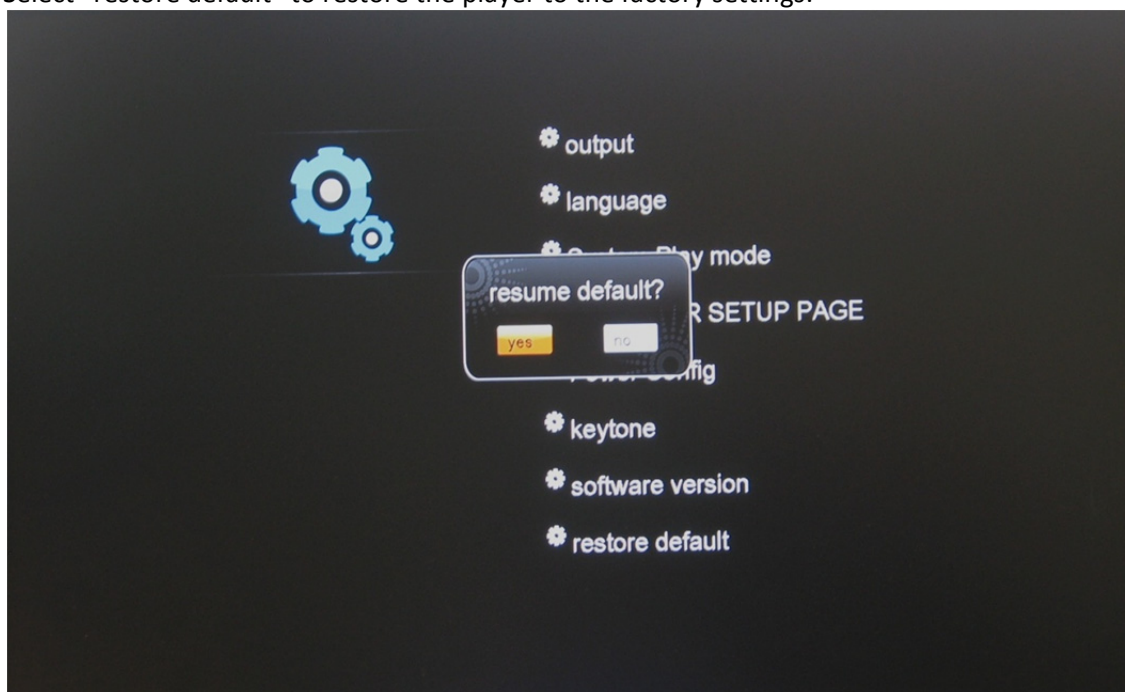 Select "restore default" to restore the player to the factory settings.
output
language
y mode
resume default?
R SETUP PAGE
yes no
fig
keytone
software version
restore default